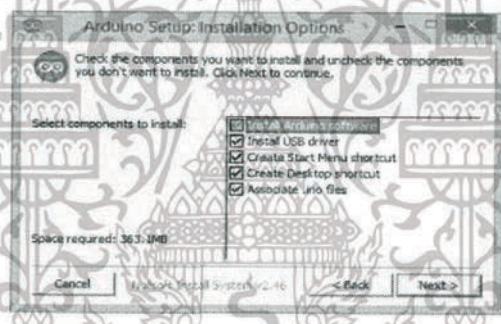 Arduino Setup: Installation Options
Check the components you want to install and uncheck the components
you don't want to install. Click Next to continue.
Select components to install:
Install Arduino software
Install USB driver
Create Start Menu shortcut
Create Desktop shortcut
Associate .ino files
Space required: 363.1MB
Cancel
Nullsoft Install System v2.46
< Back
Next >